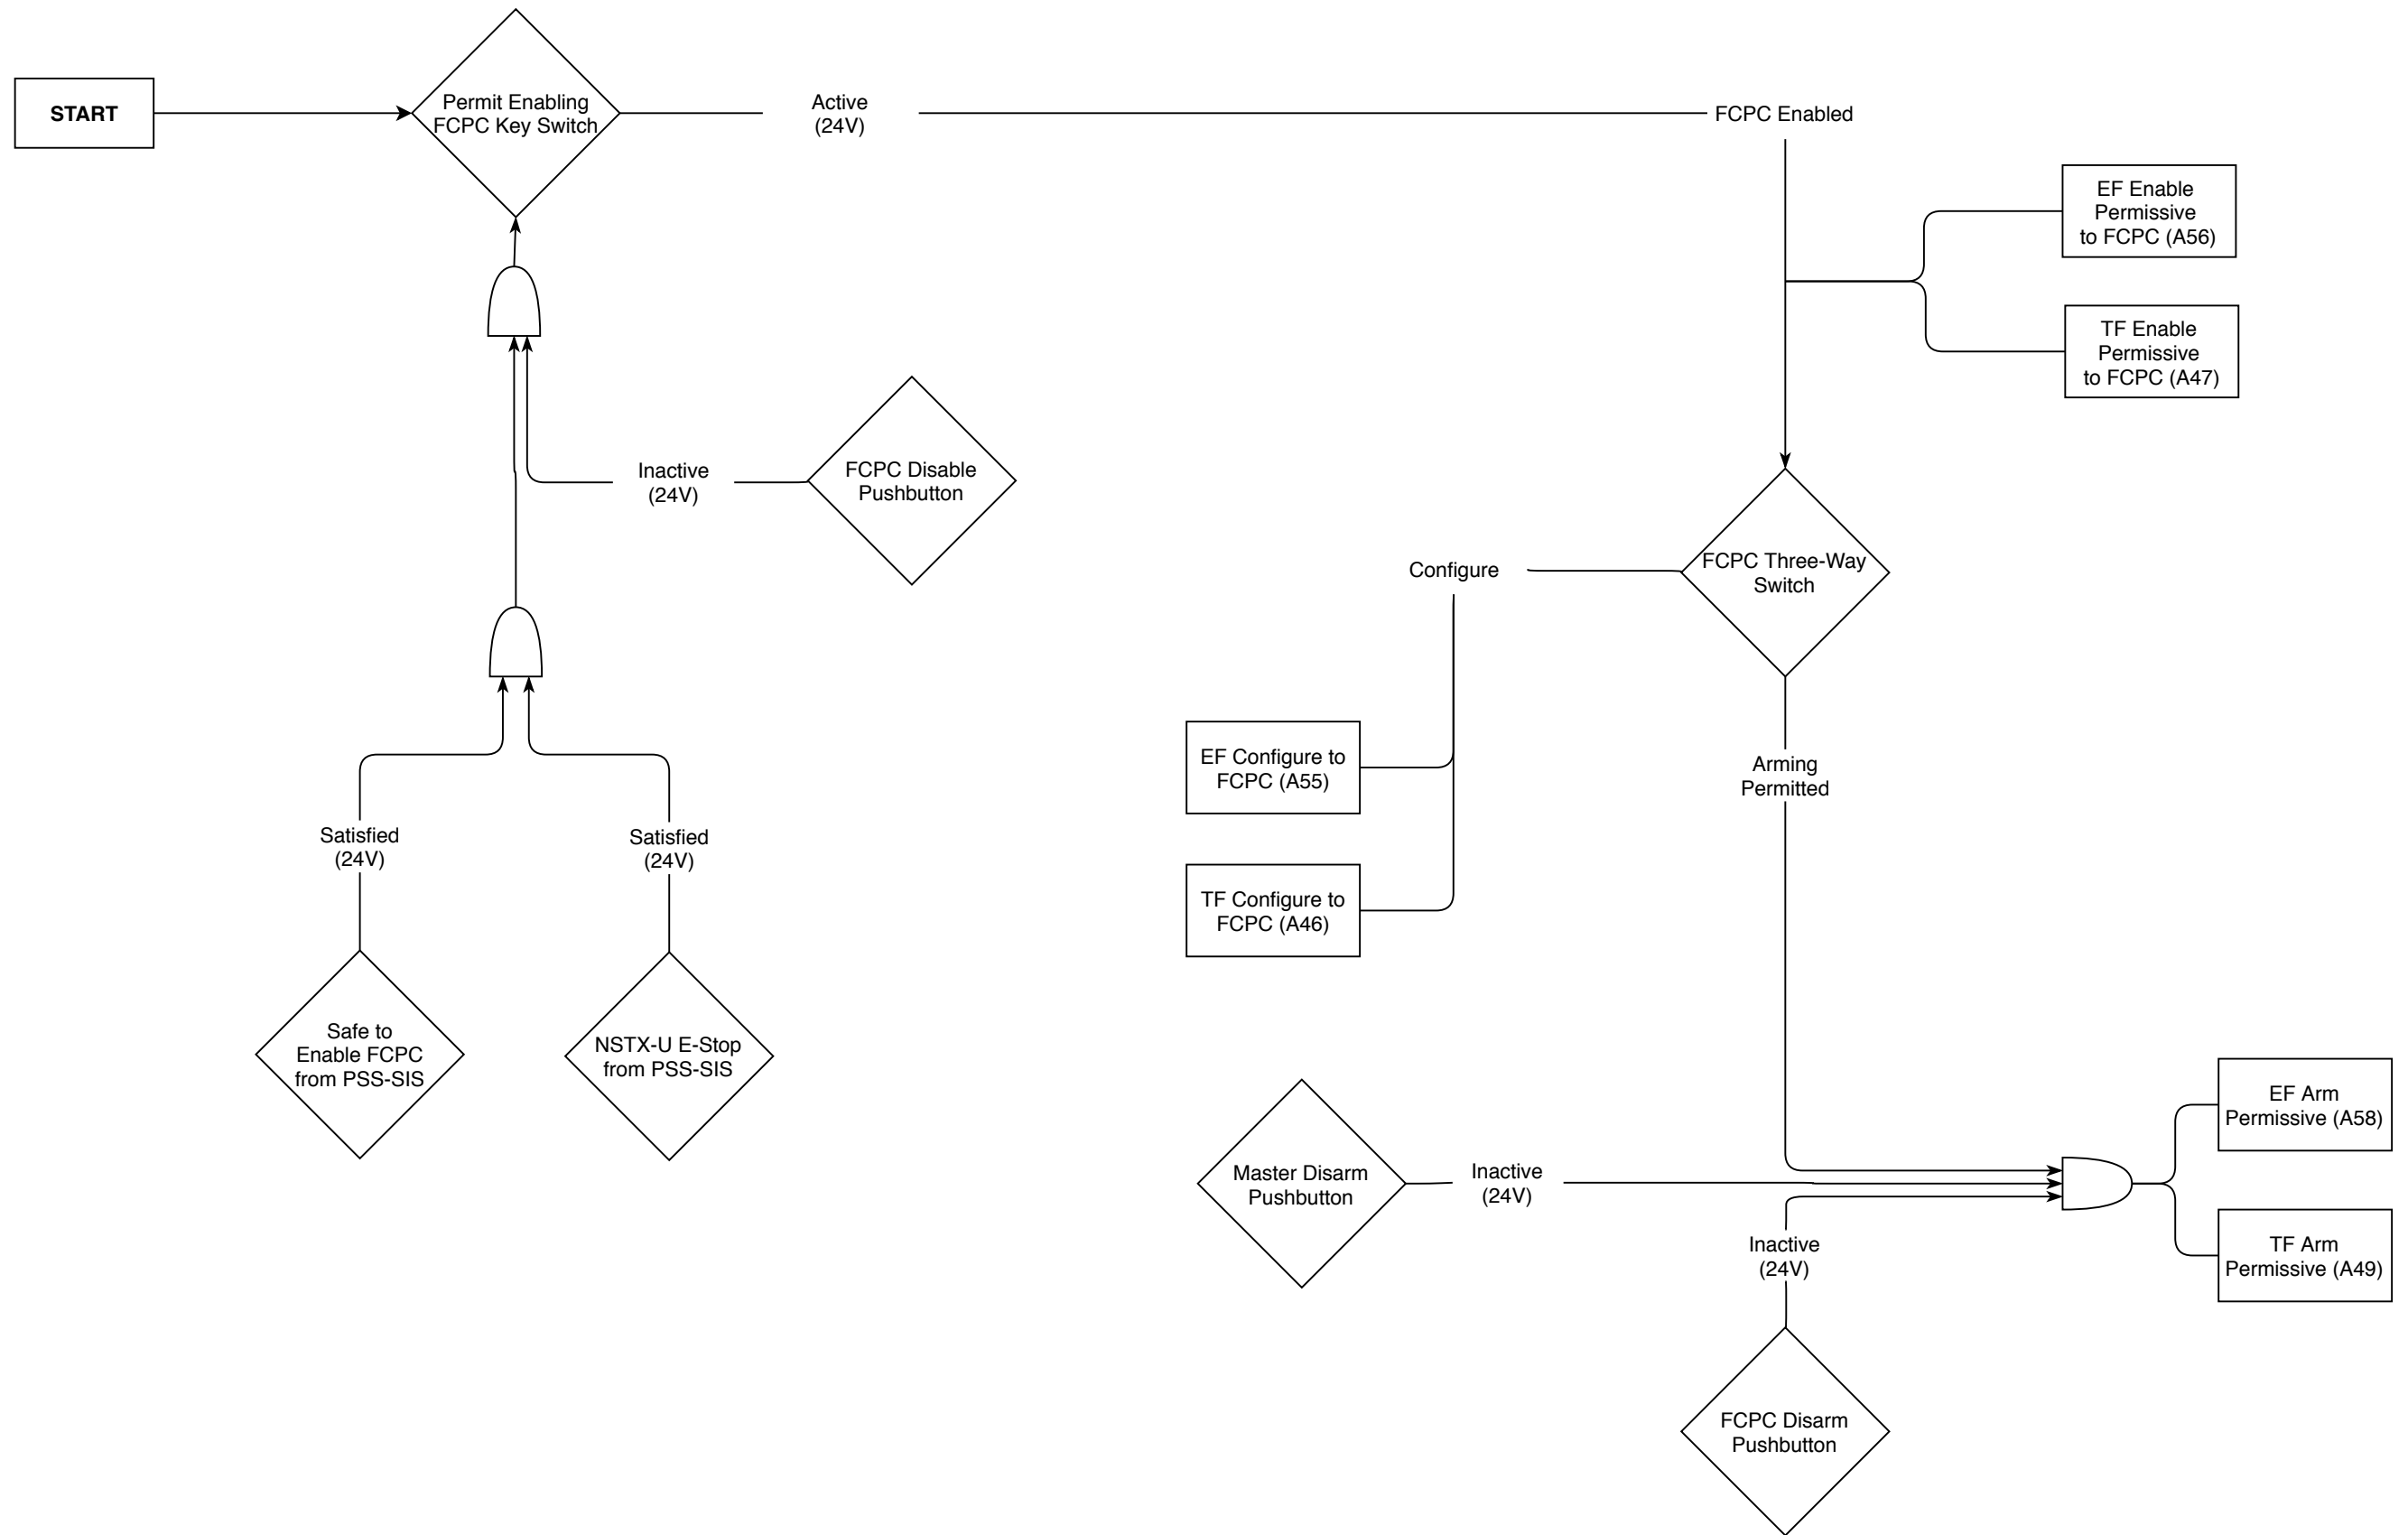 START
Permit Enabling
FCPC Key Switch
Active
(24V)
FCPC Enabled
EF Enable
Permissive
to FCPC (A56)
TF Enable
Permissive
to FCPC (A47)
Inactive
(24V)
FCPC Disable
Pushbutton
FCPC Three-Way
Switch
Configure
EF Configure to
FCPC (A55)
Arming
Permitted
TF Configure to
FCPC (A46)
Satisfied
(24V)
Satisfied
(24V)
Safe to
Enable FCPC
from PSS-SIS
NSTX-U E-Stop
from PSS-SIS
EF Arm
Permissive (A58)
Master Disarm
Pushbutton
Inactive
(24V)
Inactive
(24V)
TF Arm
Permissive (A49)
FCPC Disarm
Pushbutton